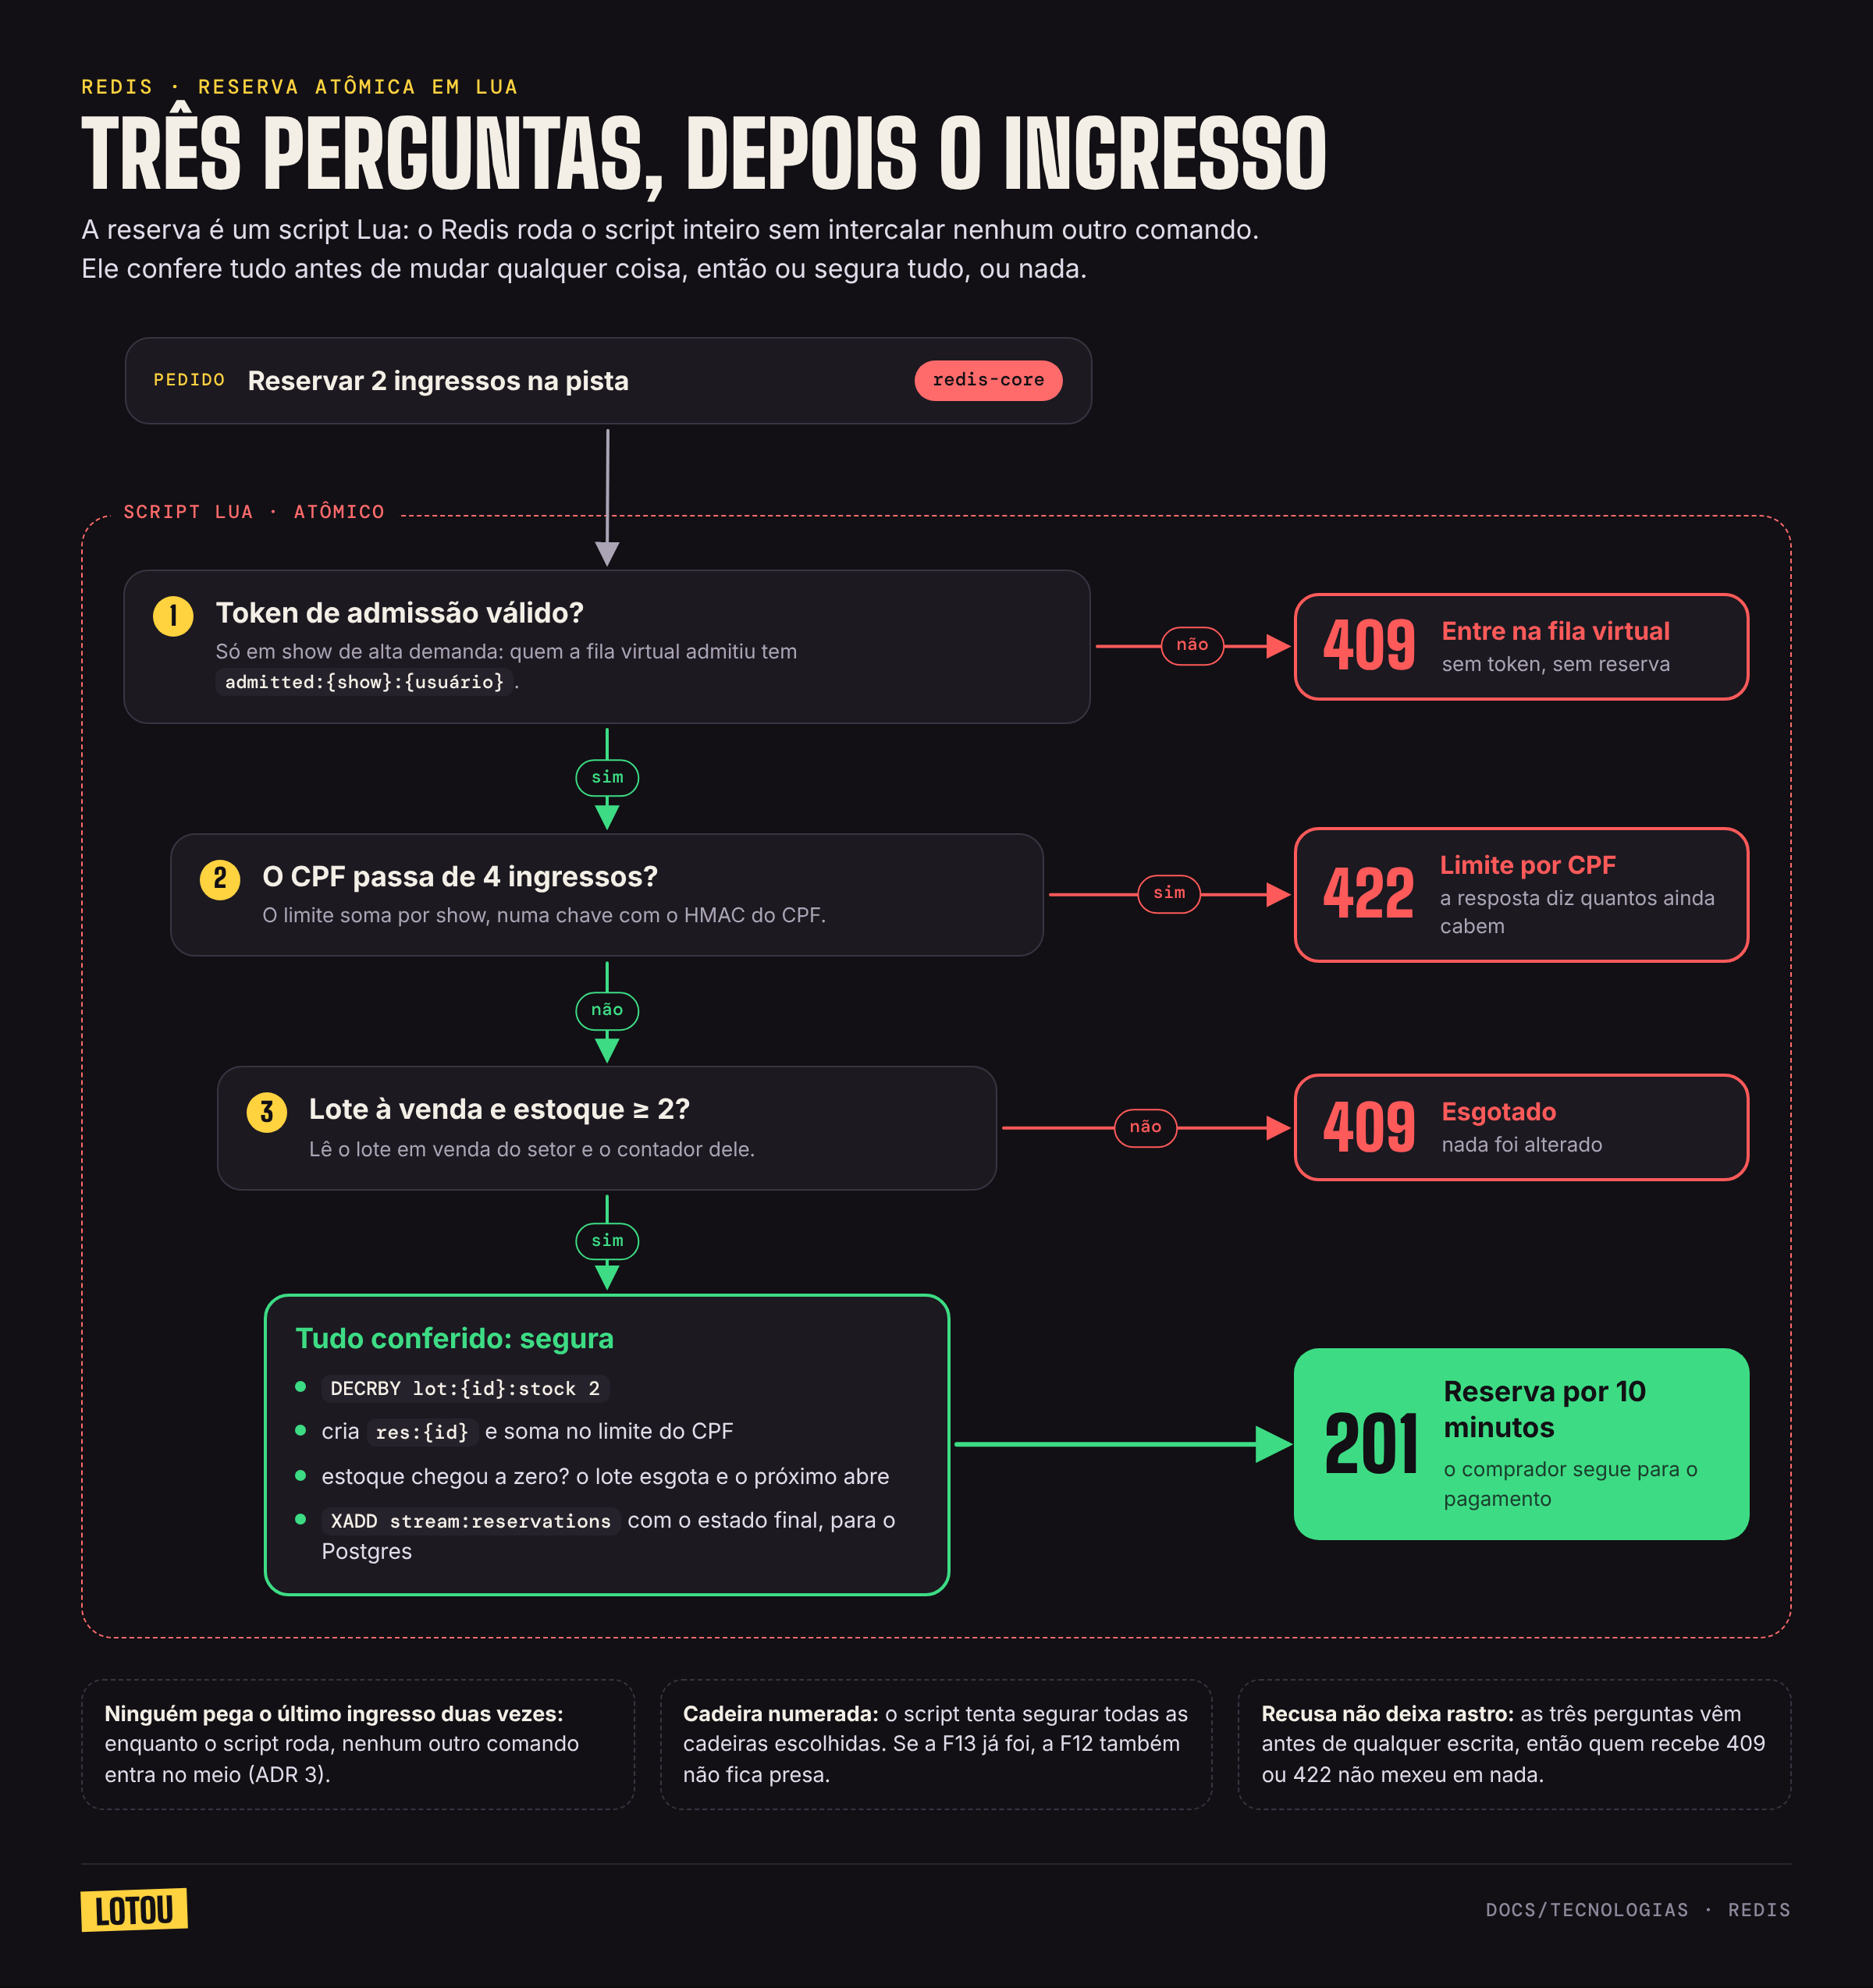 REDIS · RESERVA ATÔMICA EM LUA
TRÊS PERGUNTAS, DEPOIS O INGRESSO
A reserva é um script Lua: o Redis roda o script inteiro sem intercalar nenhum outro comando.
Ele confere tudo antes de mudar qualquer coisa, então ou segura tudo, ou nada.
PEDIDO Reservar 2 ingressos na pista redis-core
SCRIPT LUA · ATÔMICO
1 Token de admissão válido?
Só em show de alta demanda: quem a fila virtual admitiu tem
admitted:{show}:{usuário}.
não
409 Entre na fila virtual
sem token, sem reserva
sim
2 O CPF passa de 4 ingressos?
O limite soma por show, numa chave com o HMAC do CPF.
sim
422 Limite por CPF
a resposta diz quantos ainda
cabem
não
3 Lote à venda e estoque ≥ 2?
Lê o lote em venda do setor e o contador dele.
não
409 Esgotado
nada foi alterado
sim
Tudo conferido: segura
DECRBY lot:{id}:stock 2
cria res:{id} e soma no limite do CPF
estoque chegou a zero? o lote esgota e o próximo abre
XADD stream:reservations com o estado final, para o
Postgres
201 Reserva por 10
minutos
o comprador segue para o
pagamento
Ninguém pega o último ingresso duas vezes:
enquanto o script roda, nenhum outro comando
entra no meio (ADR 3).
Cadeira numerada: o script tenta segurar todas as
cadeiras escolhidas. Se a F13 já foi, a F12 também
não fica presa.
Recusa não deixa rastro: as três perguntas vêm
antes de qualquer escrita, então quem recebe 409
ou 422 não mexeu em nada.
LOTOU
DOCS/TECNOLOGIAS · REDIS